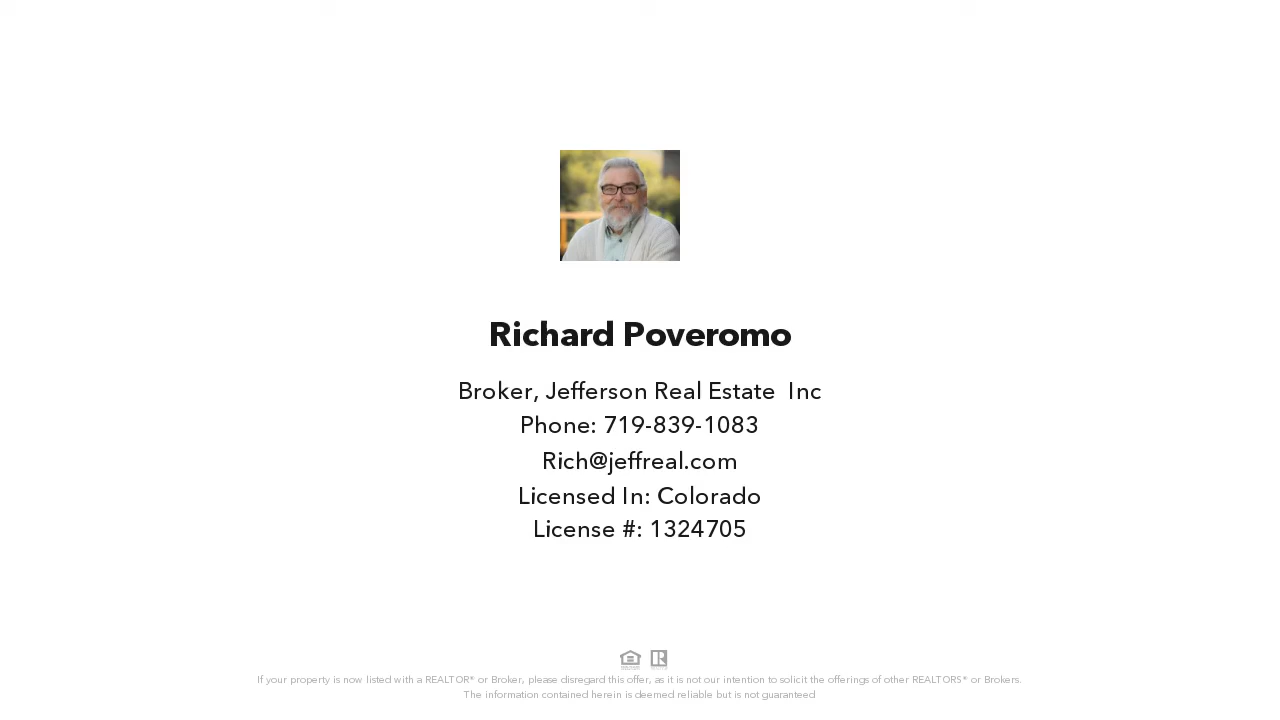 Richard Poveromo
Broker, Jefferson Real Estate  Inc
Phone: 719-839-1083
Rich@jeffreal.com
Licensed In: Colorado
License #: 1324705
If your property is now listed with a REALTOR® or Broker, please disregard this offer, as it is not our intention to solicit the offerings of other REALTORS® or Brokers.
The information contained herein is deemed reliable but is not guaranteed